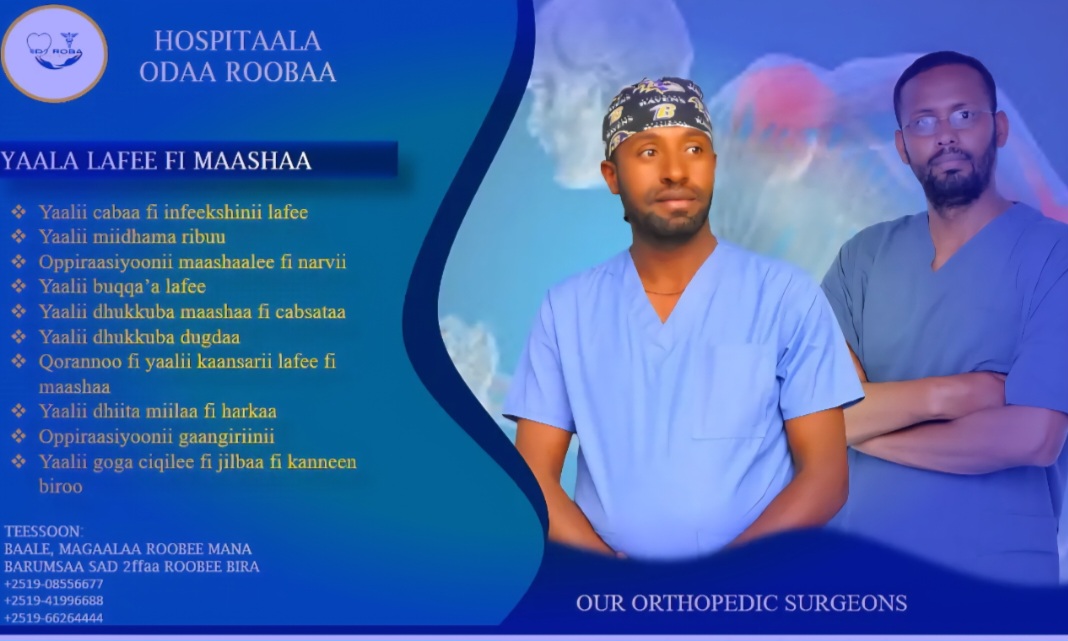 HOSPITAALA
ODAA ROOBAA
YAALA LAFEE FI MAASHAA
❖ Yaalii cabaa fi infeekshinii lafee
❖ Yaalii miidhama ribuu
❖ Oppiraasiyoonii maashaalee fi narvii
❖ Yaalii buqqa’a lafee
❖ Yaalii dhukkuba maashaa fi cabsataa
❖ Yaalii dhukkuba dugdaa
❖ Qorannoo fi yaalii kaansarii lafee fi
maashaa
❖ Yaalii dhiita miilaa fi harkaa
❖ Oppiraasiyoonii gaangiriinii
❖ Yaalii goga ciqilee fi jilbaa fi kanneen
biroo
TEESSOON:
BAALE, MAGAALAA ROOBEE MANA
BARUMSAA SAD 2ffaa ROOBEE BIRA
+2519-08556677
+2519-41996688
+2519-66264444
RAVENS
B
OUR ORTHOPEDIC SURGEONS